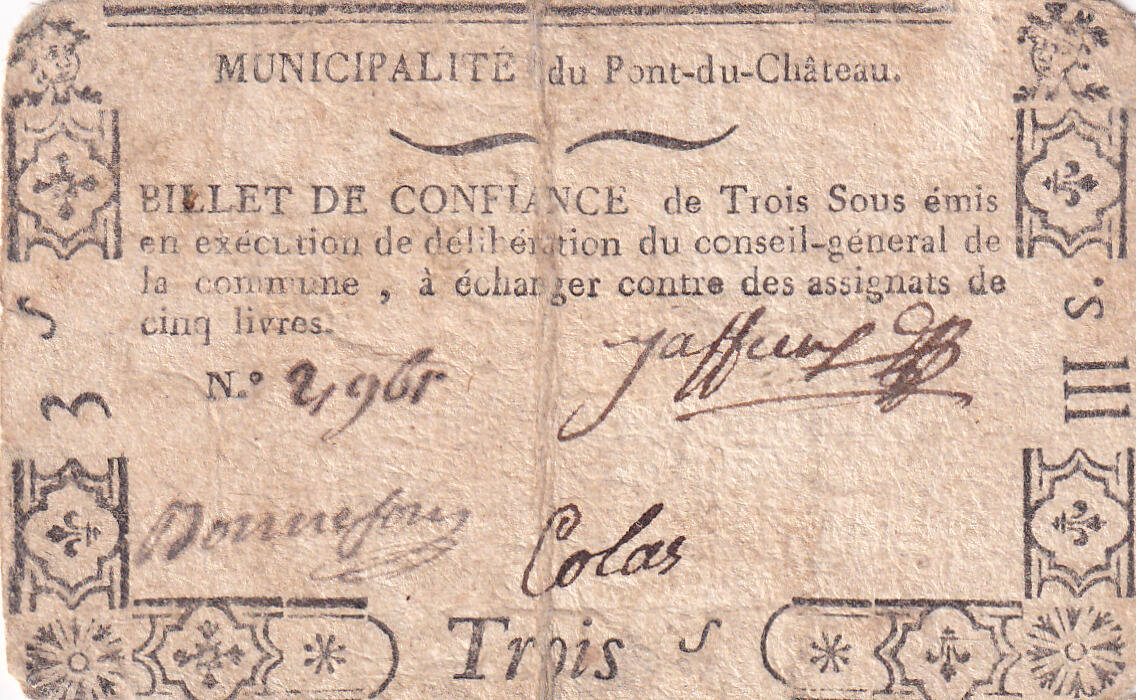 MUNICIPALITÉ du Pont-du-Château.
BILLET DE CONFIANCE de Trois Sous émis
en exécution de délibération du conseil-géneral de
la commune, à échanger contre des assignats de
cinq livres.
N.º 2,961
Colas
Trois s
3 s
III s.